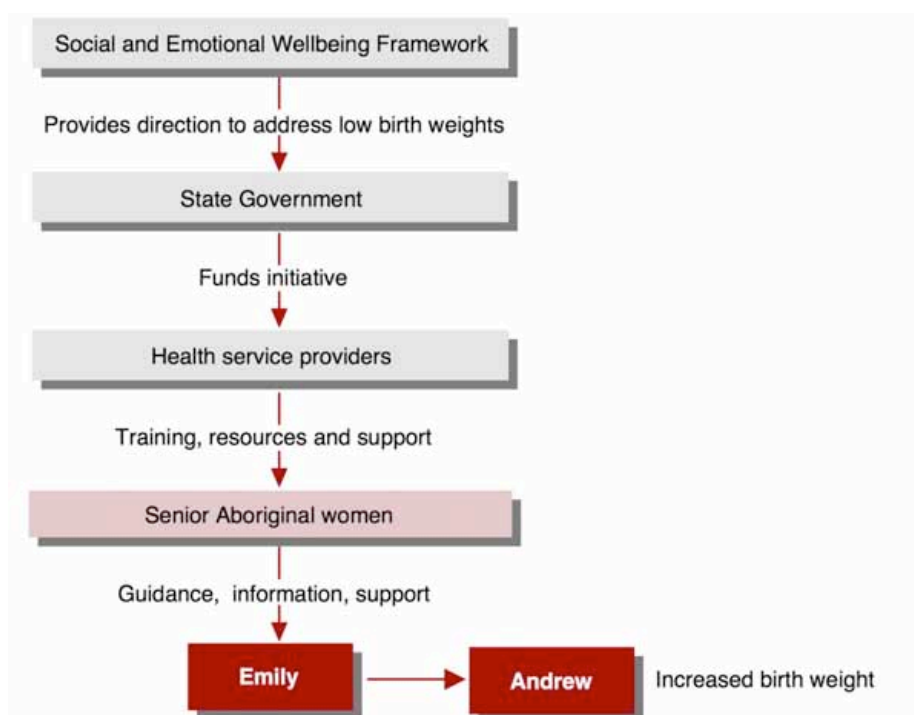 Social and Emotional Wellbeing Framework
Provides direction to address low birth weights
State Government
Funds initiative
Health service providers
Training, resources and support
Senior Aboriginal women
Guidance, information, support
Emily
Andrew
Increased birth weight